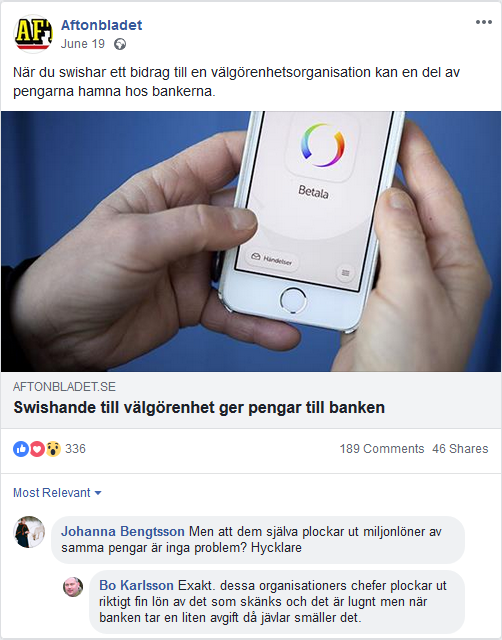 AF
Aftonbladet
June 19
När du swishar ett bidrag till en välgörenhetsorganisation kan en del av
pengarna hamna hos bankerna.
Betala
Händelser
AFTONBLADET.SE
Swishande till välgörenhet ger pengar till banken
336
189 Comments 46 Shares
Most Relevant
Johanna Bengtsson Men att dem själva plockar ut miljonlöner av
samma pengar är inga problem? Hycklare
Bo Karlsson Exakt. dessa organisationers chefer plockar ut
riktigt fin lön av det som skänks och det är lugnt men när
banken tar en liten avgift då jävlar smäller det.